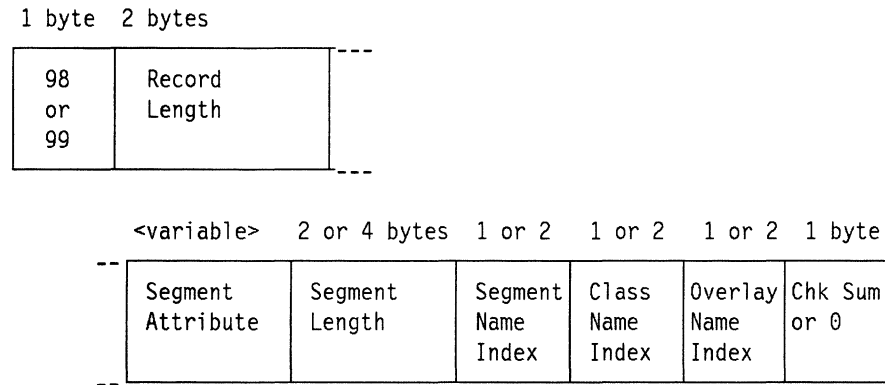 1 byte 2 bytes
98 Record
or Length
99
<variable> 2 or 4 bytes 1 or 2 1 or 2 1 or 2 1 byte
Segment Segment Segment Class Overlay Chk Sum
Attribute Length Name Name Name or 0
Index Index Index